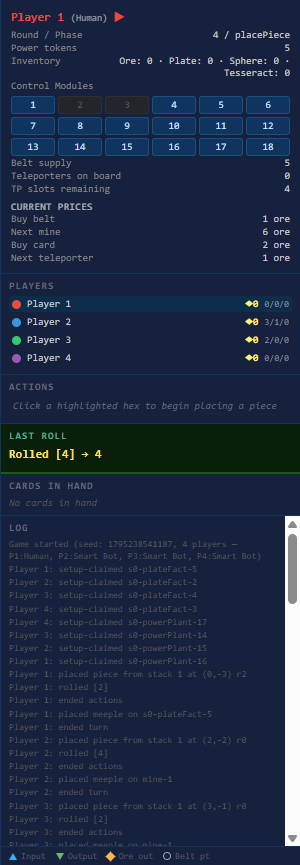 Player 1 (Human) ▶
Round / Phase 4 / placePiece
Power tokens 5
Inventory Ore: 0 · Plate: 0 · Sphere: 0 ·
Tesseract: 0
Control Modules
1 2 3 4 5 6
7 8 9 10 11 12
13 14 15 16 17 18
Belt supply 5
Teleporters on board 0
TP slots remaining 4
CURRENT PRICES
Buy belt 1 ore
Next mine 6 ore
Buy card 2 ore
Next teleporter 1 ore
PLAYERS
Player 1 ◆0 0/0/0
Player 2 ◆0 3/1/0
Player 3 ◆0 2/0/0
Player 4 ◆0 0/0/0
ACTIONS
Click a highlighted hex to begin placing a piece
LAST ROLL
Rolled [4] → 4
CARDS IN HAND
No cards in hand
LOG
Game started (seed: 1795238541187, 4 players —
P1:Human, P2:Smart Bot, P3:Smart Bot, P4:Smart Bot)
Player 1: setup-claimed s0-plateFact-5
Player 2: setup-claimed s0-plateFact-2
Player 3: setup-claimed s0-plateFact-4
Player 4: setup-claimed s0-plateFact-3
Player 4: setup-claimed s0-powerPlant-17
Player 3: setup-claimed s0-powerPlant-14
Player 2: setup-claimed s0-powerPlant-15
Player 1: setup-claimed s0-powerPlant-16
Player 1: placed piece from stack 1 at (0,-3) r2
Player 1: rolled [2]
Player 1: ended actions
Player 1: placed meeple on s0-plateFact-5
Player 1: ended turn
Player 2: placed piece from stack 1 at (2,-2) r0
Player 2: rolled [4]
Player 2: ended actions
Player 2: placed meeple on mine-1
Player 2: ended turn
Player 3: placed piece from stack 1 at (3,-1) r0
Player 3: rolled [2]
Player 3: ended actions
Player 3: placed meeple on mine-1
Input Output Ore out Belt pt